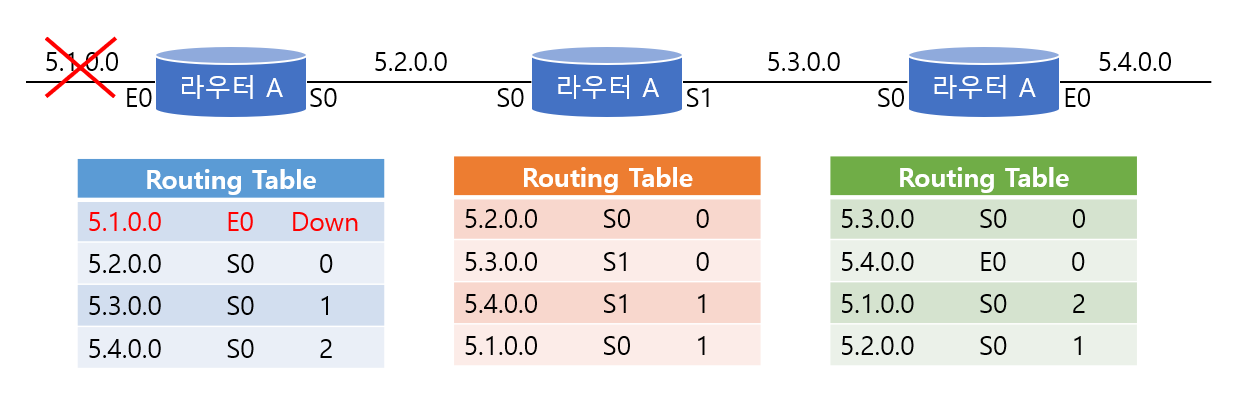 5.1.0.0 5.2.0.0 5.3.0.0 5.4.0.0
라우터 A 라우터 A 라우터 A
E0 S0 S0 S1 S0 E0
Routing Table
5.1.0.0 E0 Down
5.2.0.0 S0 0
5.3.0.0 S0 1
5.4.0.0 S0 2
Routing Table
5.2.0.0 S0 0
5.3.0.0 S1 0
5.4.0.0 S1 1
5.1.0.0 S0 1
Routing Table
5.3.0.0 S0 0
5.4.0.0 E0 0
5.1.0.0 S0 2
5.2.0.0 S0 1